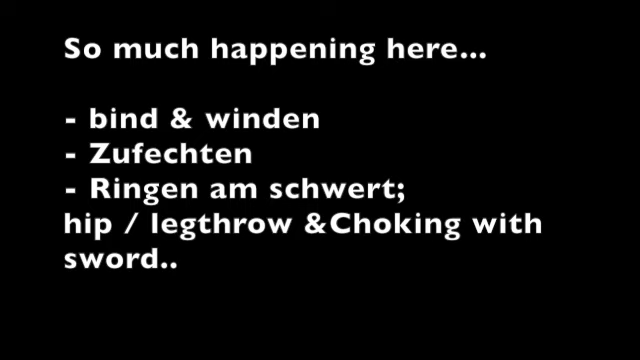 So much happening here...
- bind & winden
- Zufechten
- Ringen am schwert;
hip / legthrow &Choking with
sword..